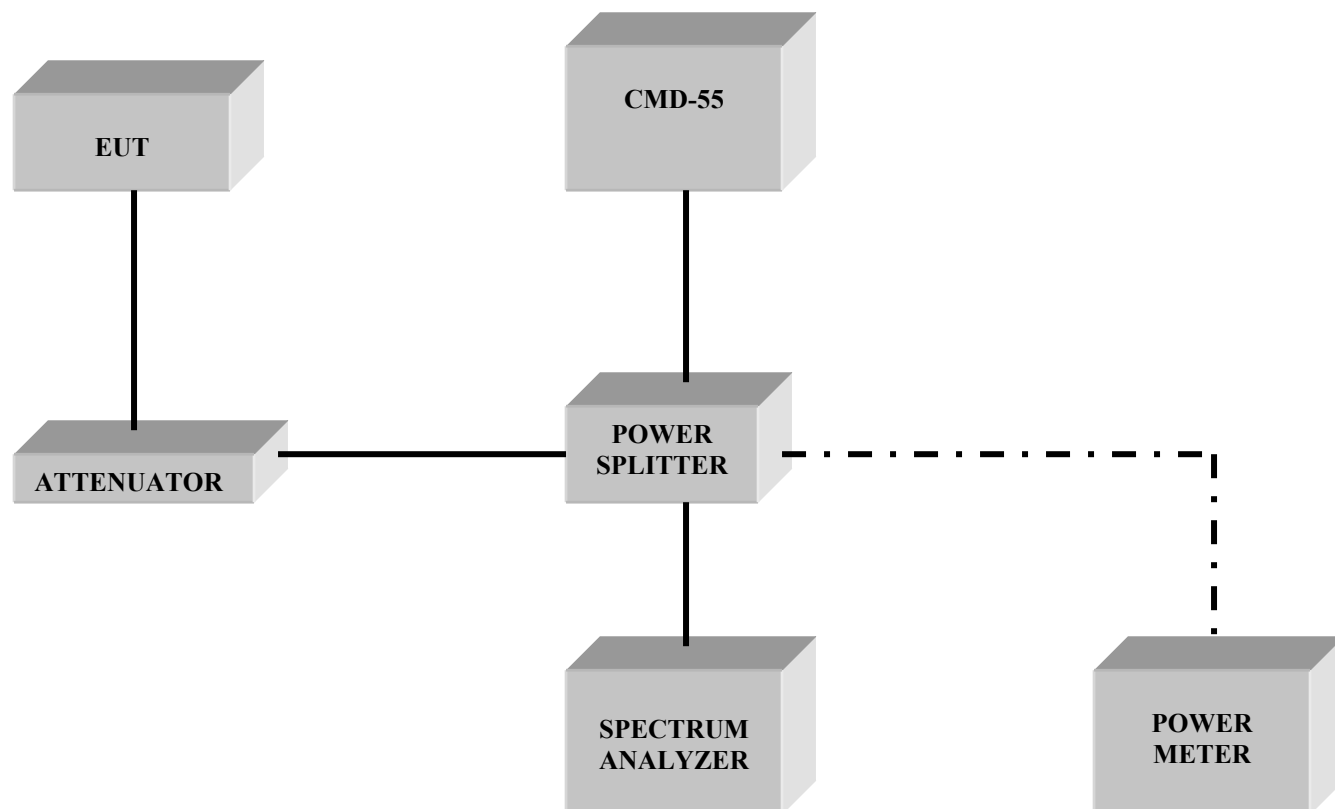 CMD-55
EUT
POWER
SPLITTER
ATTENUATOR
SPECTRUM
ANALYZER
POWER
METER